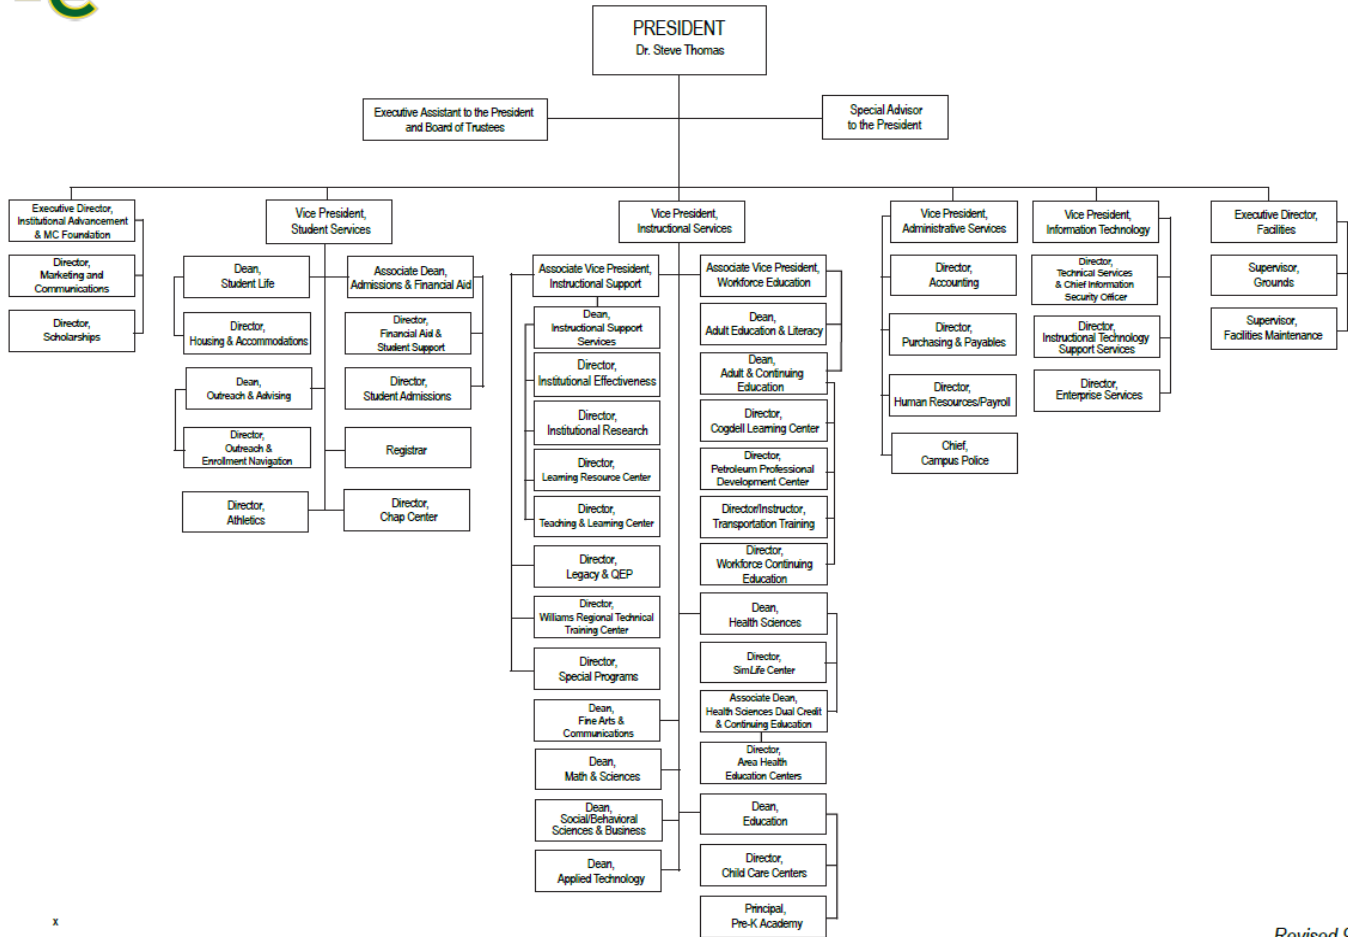 PRESIDENT
Dr. Steve Thomas
Executive Assistant to the President
and Board of Trustees
Special Advisor
to the President
Executive Director,
Institutional Advancement
& MC Foundation
Director,
Marketing and
Communications
Director,
Scholarships
Vice President,
Student Services
Dean,
Student Life
Director,
Housing & Accommodations
Dean,
Outreach & Advising
Director,
Outreach &
Enrollment Navigation
Director,
Athletics
Associate Dean,
Admissions & Financial Aid
Director,
Financial Aid &
Student Support
Director,
Student Admissions
Registrar
Director,
Chap Center
Vice President,
Instructional Services
Associate Vice President,
Instructional Support
Dean,
Instructional Support
Services
Director,
Institutional Effectiveness
Director,
Institutional Research
Director,
Learning Resource Center
Director,
Teaching & Learning Center
Director,
Legacy & QEP
Director,
Williams Regional Technical
Training Center
Director,
Special Programs
Dean,
Fine Arts &
Communications
Dean,
Math & Sciences
Dean,
Social/Behavioral
Sciences & Business
Dean,
Applied Technology
Associate Vice President,
Workforce Education
Dean,
Adult Education & Literacy
Dean,
Adult & Continuing
Education
Director,
Cogdell Learning Center
Director,
Petroleum Professional
Development Center
Director/Instructor,
Transportation Training
Director,
Workforce Continuing
Education
Dean,
Health Sciences
Director,
SimLife Center
Associate Dean,
Health Sciences Dual Credit
& Continuing Education
Director,
Area Health
Education Centers
Dean,
Education
Director,
Child Care Centers
Principal,
Pre-K Academy
Vice President,
Administrative Services
Director,
Accounting
Director,
Purchasing & Payables
Director,
Human Resources/Payroll
Chief,
Campus Police
Vice President,
Information Technology
Director,
Technical Services
& Chief Information
Security Officer
Director,
Instructional Technology
Support Services
Director,
Enterprise Services
Executive Director,
Facilities
Supervisor,
Grounds
Supervisor,
Facilities Maintenance
x
Revised